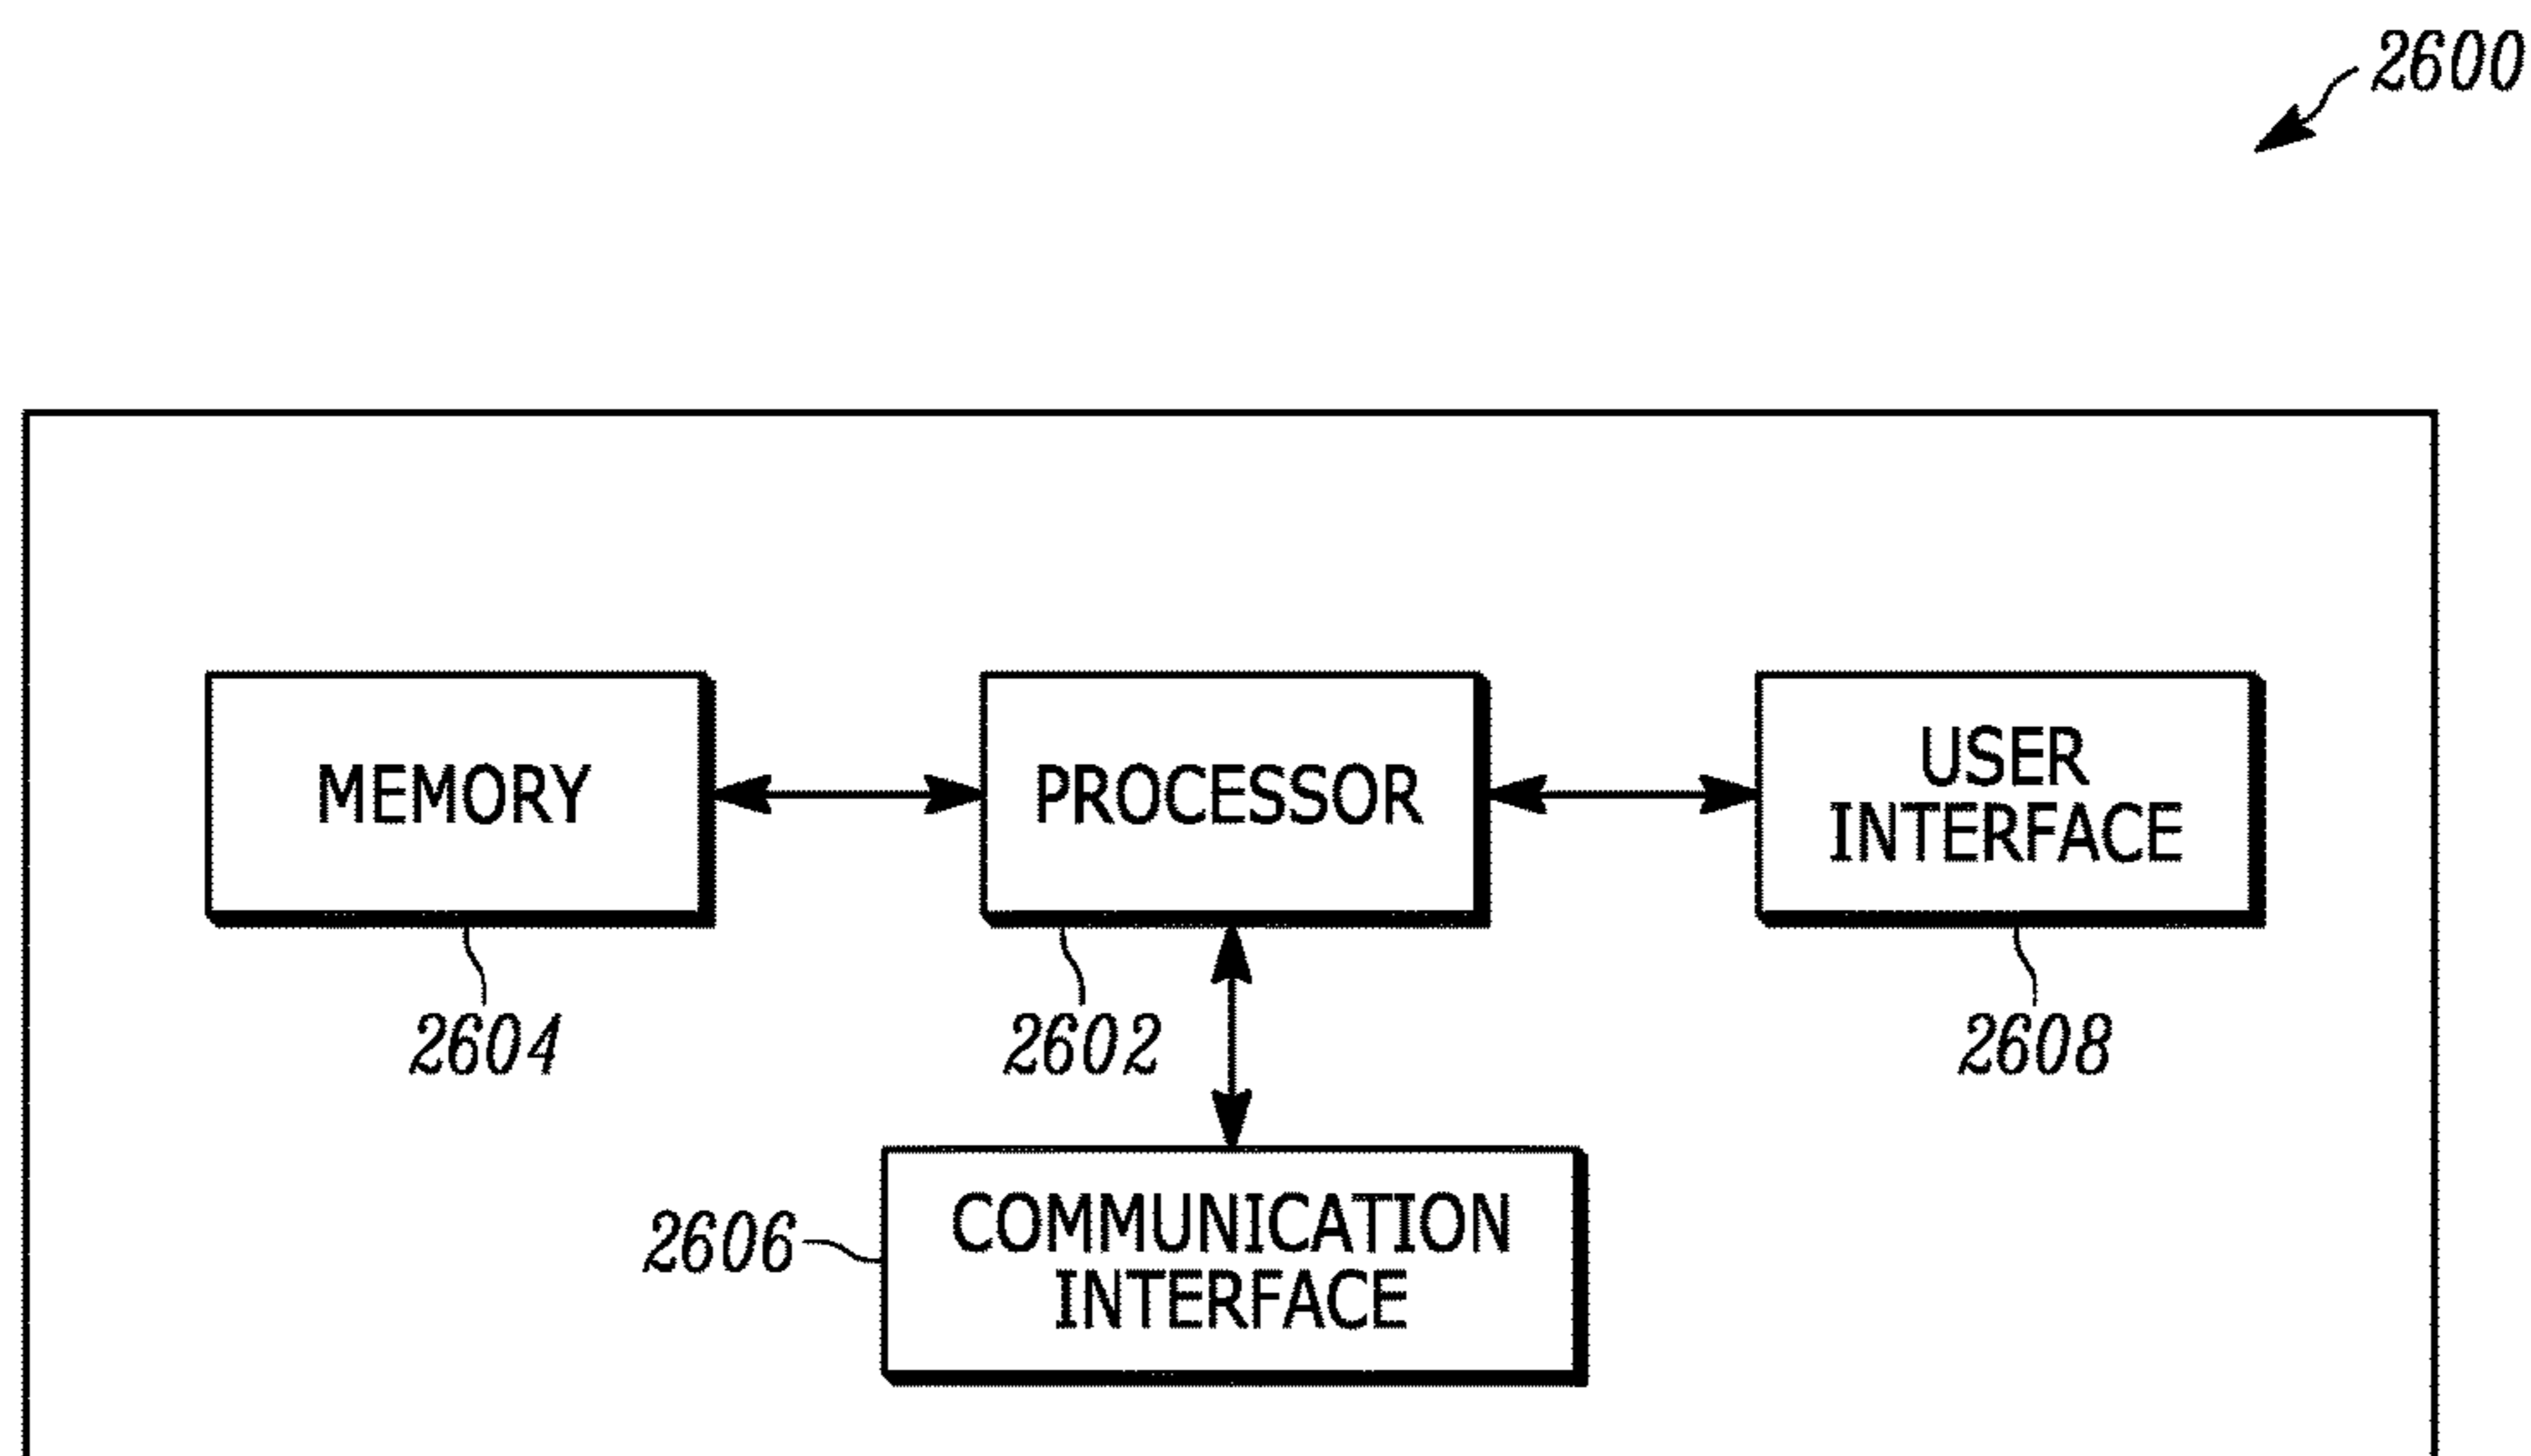 2600
MEMORY
PROCESSOR
USER
INTERFACE
2604
2602
2608
2606
COMMUNICATION
INTERFACE